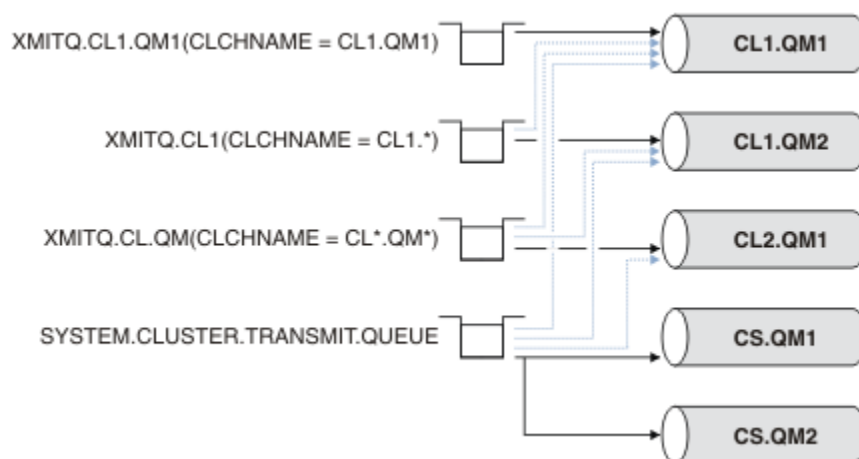 XMITQ.CL1.QM1(CLCHNAME = CL1.QM1)
CL1.QM1
XMITQ.CL1(CLCHNAME = CL1.*)
CL1.QM2
XMITQ.CL.QM(CLCHNAME = CL*.QM*)
CL2.QM1
SYSTEM.CLUSTER.TRANSMIT.QUEUE
CS.QM1
CS.QM2